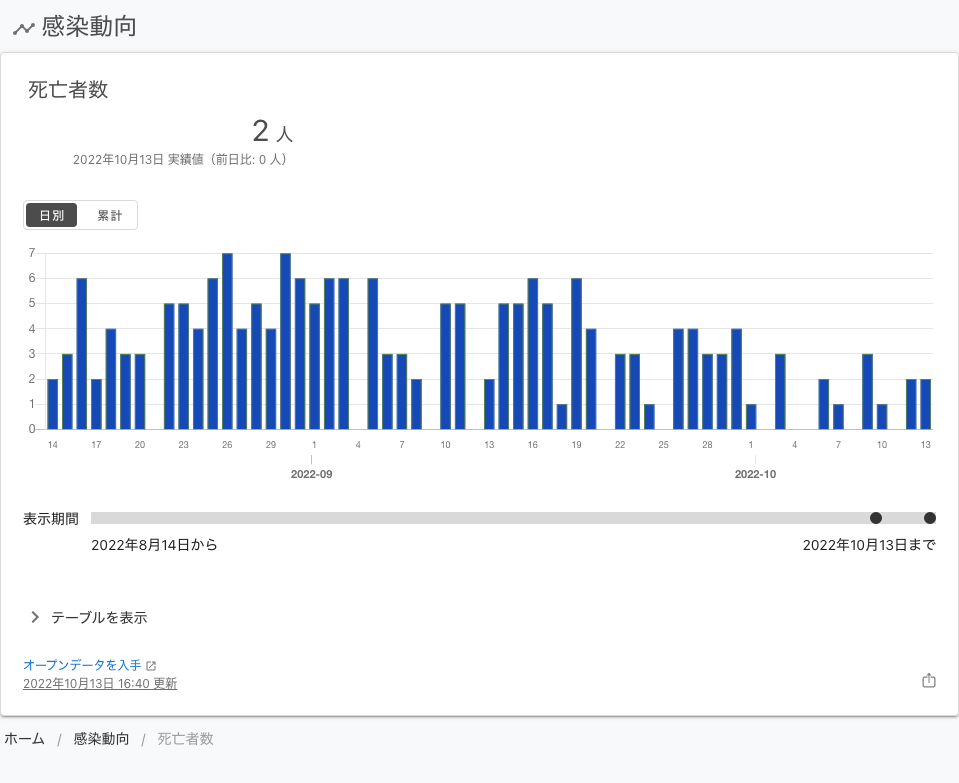 感染動向
死亡者数
2 人
2022年10月13日 実績値（前日比: 0 人）
日別 累計
7
6
5
4
3
2
1
0
14 17 20 23 26 29 1 4 7 10 13 16 19 22 25 28 1 4 7 10 13
2022-09 2022-10
表示期間
2022年8月14日から 2022年10月13日まで
テーブルを表示
オープンデータを入手
2022年10月13日 16:40 更新
ホーム / 感染動向 / 死亡者数